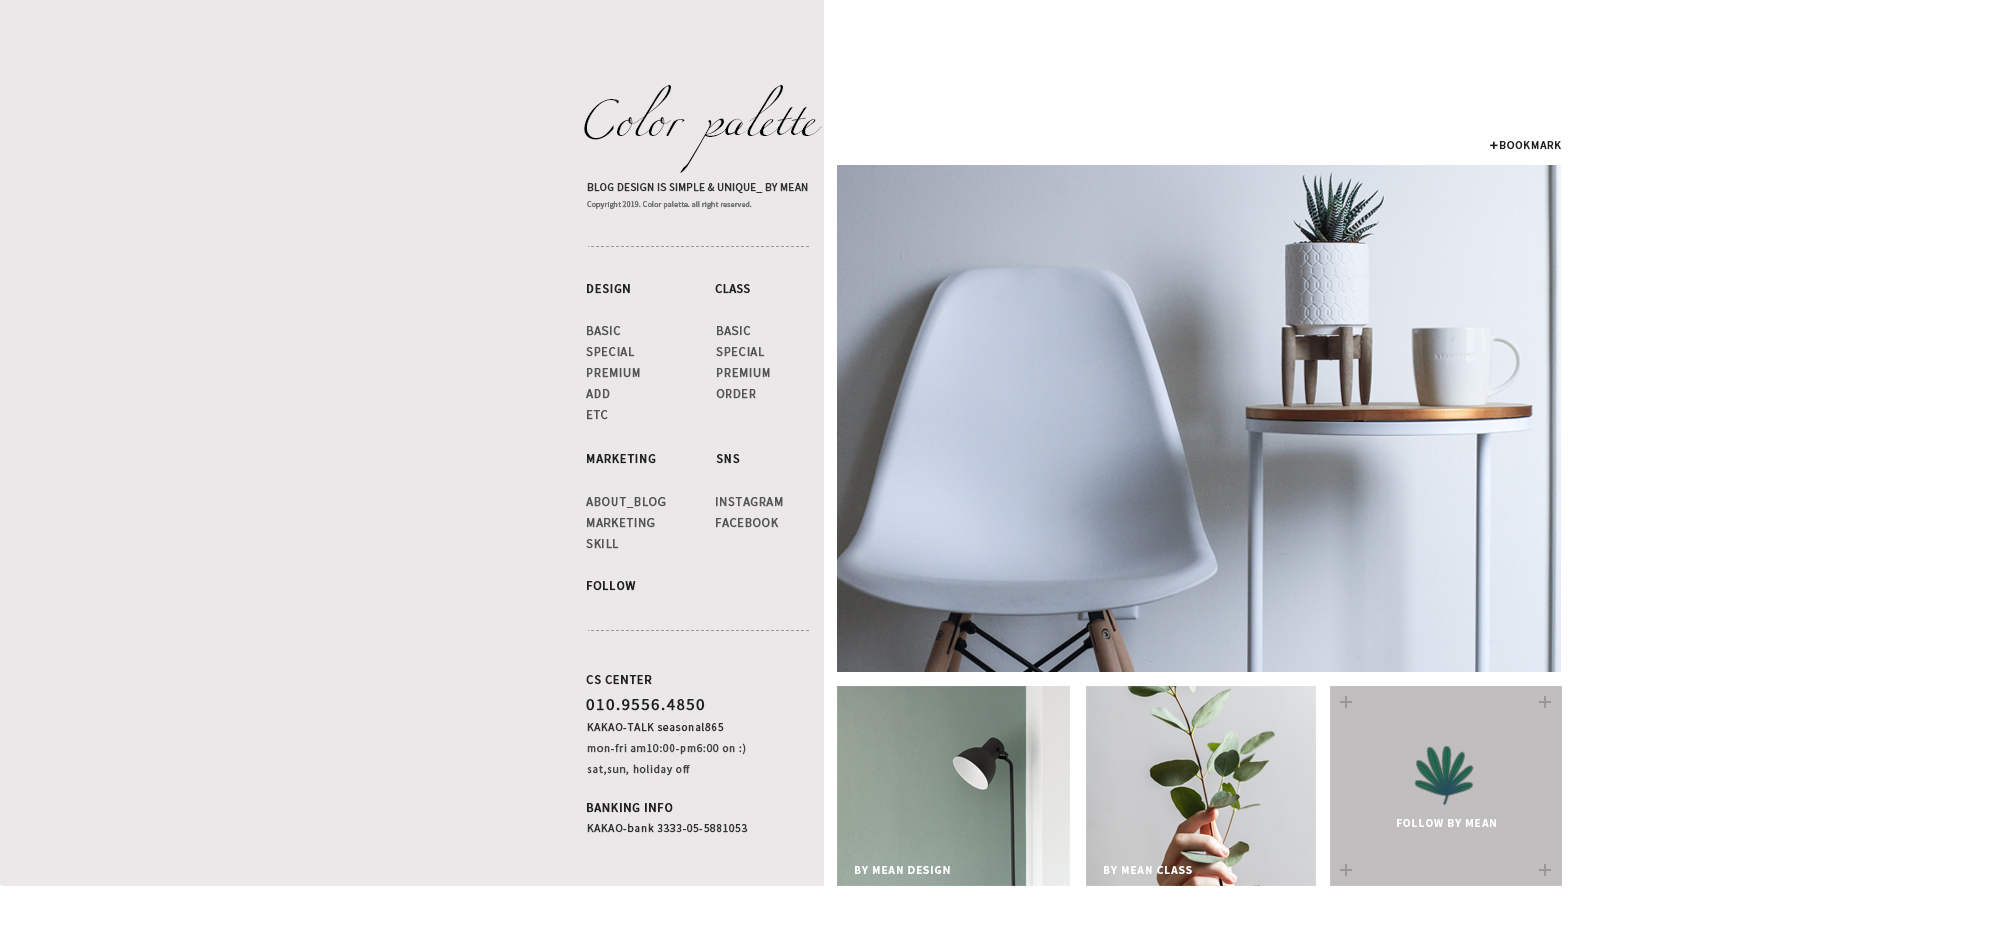 Color palette
BLOG DESIGN IS SIMPLE & UNIQUE_ BY MEAN
Copyright 2019. Color palette. all right reserved.
+BOOKMARK
DESIGN
BASIC
SPECIAL
PREMIUM
ADD
ETC
CLASS
BASIC
SPECIAL
PREMIUM
ORDER
MARKETING
ABOUT_BLOG
MARKETING
SKILL
SNS
INSTAGRAM
FACEBOOK
FOLLOW
CS CENTER
010.9556.4850
KAKAO-TALK seasonal865
mon-fri am10:00-pm6:00 on :)
sat,sun, holiday off
BANKING INFO
KAKAO-bank 3333-05-5881053
BY MEAN DESIGN
BY MEAN CLASS
FOLLOW BY MEAN